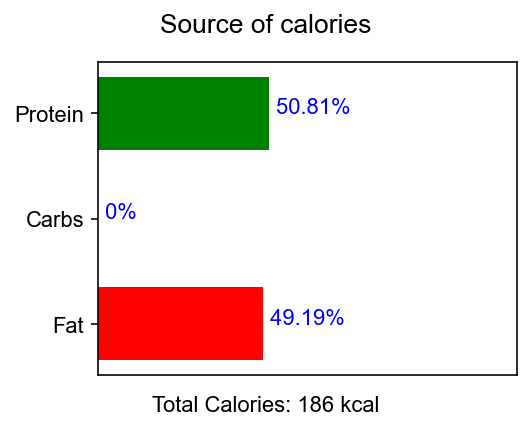 Source of calories
Protein
50.81%
Carbs
0%
Fat
49.19%
Total Calories: 186 kcal